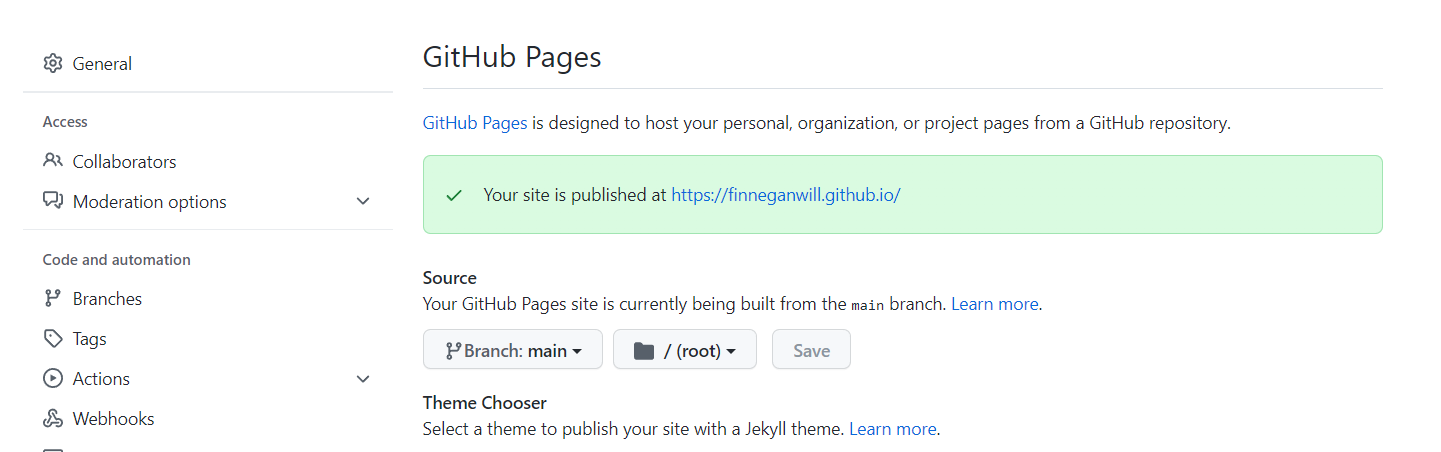 General
Access
Collaborators
Moderation options
Code and automation
Branches
Tags
Actions
Webhooks
GitHub Pages
GitHub Pages is designed to host your personal, organization, or project pages from a GitHub repository.
Your site is published at https://finneganwill.github.io/
Source
Your GitHub Pages site is currently being built from the main branch. Learn more.
Branch: main
/ (root)
Save
Theme Chooser
Select a theme to publish your site with a Jekyll theme. Learn more.